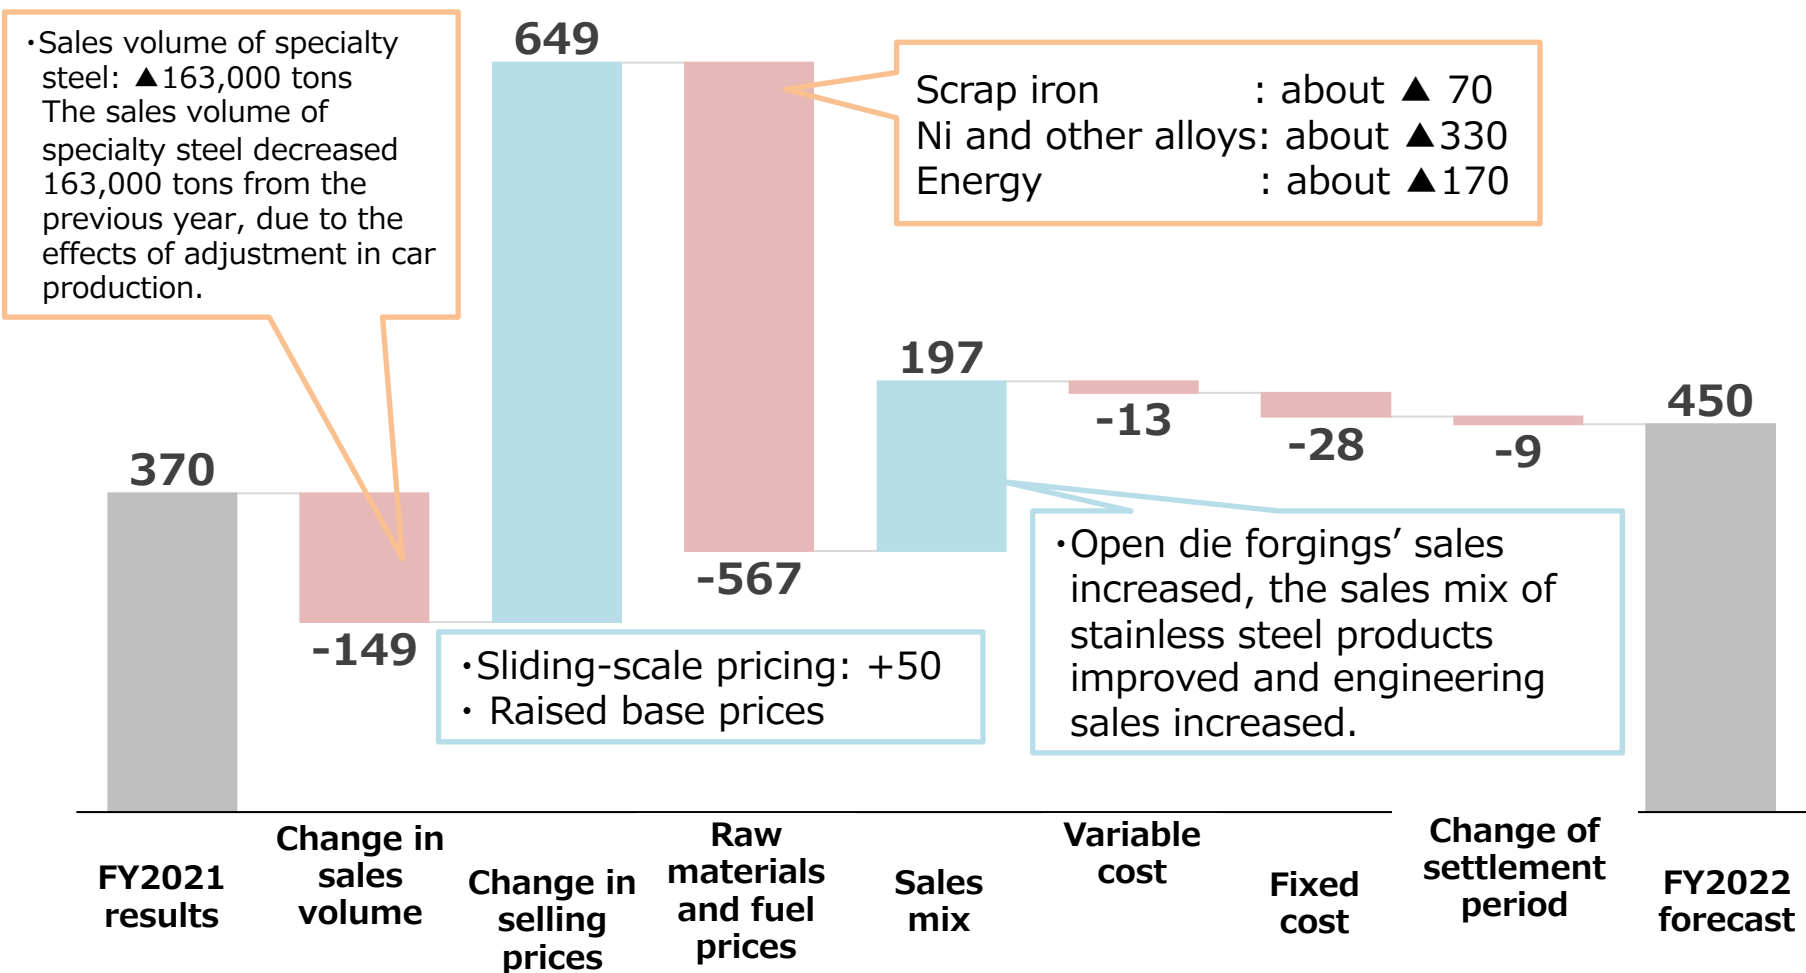 ・Sales volume of specialty
steel: ▲163,000 tons
The sales volume of
specialty steel decreased
163,000 tons from the
previous year, due to the
effects of adjustment in car
production.
649
Scrap iron : about ▲ 70
Ni and other alloys: about ▲330
Energy : about ▲170
370
-149
-567
197
-13
-28
-9
450
・Sliding-scale pricing: +50
・ Raised base prices
・Open die forgings’ sales
increased, the sales mix of
stainless steel products
improved and engineering
sales increased.
FY2021
results
Change in
sales
volume
Change in
selling
prices
Raw
materials
and fuel
prices
Sales
mix
Variable
cost
Fixed
cost
Change of
settlement
period
FY2022
forecast